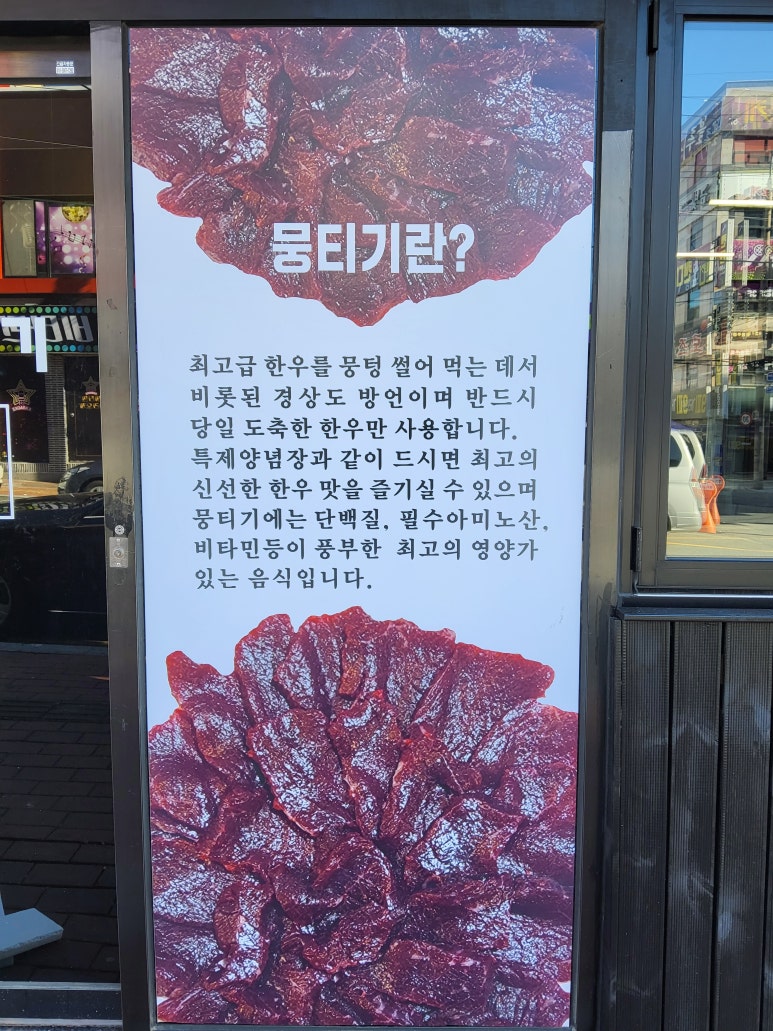 뭉티기란?
최고급 한우를 뭉텅 썰어 먹는 데서
비롯된 경상도 방언이며 반드시
당일 도축한 한우만 사용합니다.
특제양념장과 같이 드시면 최고의
신선한 한우 맛을 즐기실 수 있으며
뭉티기에는 단백질, 필수아미노산,
비타민등이 풍부한 최고의 영양가
있는 음식입니다.
기